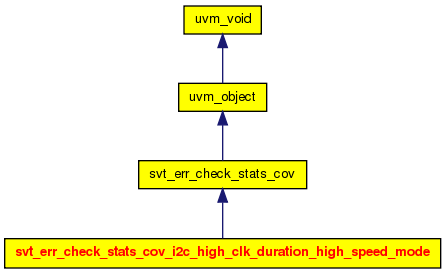 uvm_void
uvm_object
svt_err_check_stats_cov
svt_err_check_stats_cov_i2c_high_clk_duration_high_speed_mode